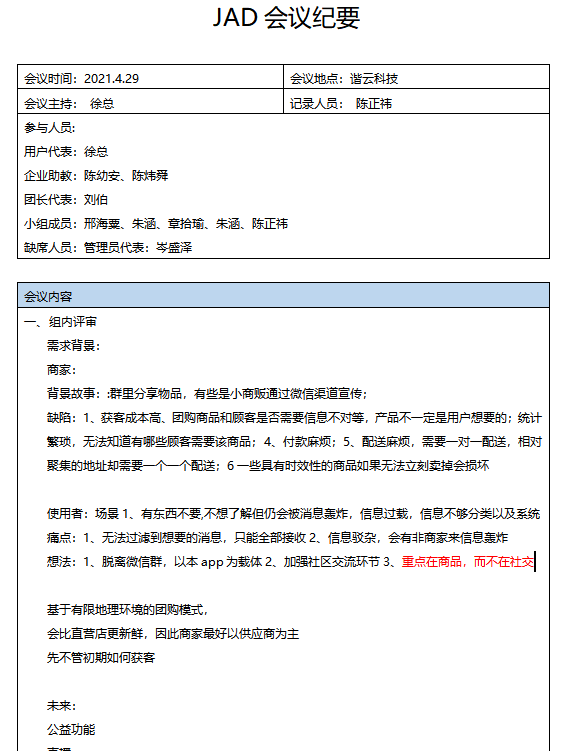 JAD 会议纪要
会议时间：2021.4.29
会议地点：谐云科技
会议主持： 徐总
记录人员： 陈正祎
参与人员:
用户代表：徐总
企业助教：陈幼安、陈炜舜
团长代表：刘伯
小组成员：邢海粟、朱涵、章拾瑜、朱涵、陈正祎
缺席人员：管理员代表：岑盛泽
会议内容
一、组内评审
需求背景：
商家：
背景故事：:群里分享物品，有些是小商贩通过微信渠道宣传；
缺陷：1、获客成本高、团购商品和顾客是否需要信息不对等，产品不一定是用户想要的；统计
繁琐，无法知道有哪些顾客需要该商品；4、付款麻烦；5、配送麻烦，需要一对一配送，相对
聚集的地址却需要一个一个配送；6 一些具有时效性的商品如果无法立刻卖掉会损坏
使用者：场景 1、有东西不要,不想了解但仍会被消息轰炸，信息过载，信息不够分类以及系统
痛点：1、无法过滤到想要的消息，只能全部接收 2、信息驳杂，会有非商家来信息轰炸
想法：1、脱离微信群，以本 app 为载体 2、加强社区交流环节 3、重点在商品，而不在社交
基于有限地理环境的团购模式，
会比直营店更新鲜，因此商家最好以供应商为主
先不管初期如何获客
未来：
公益功能